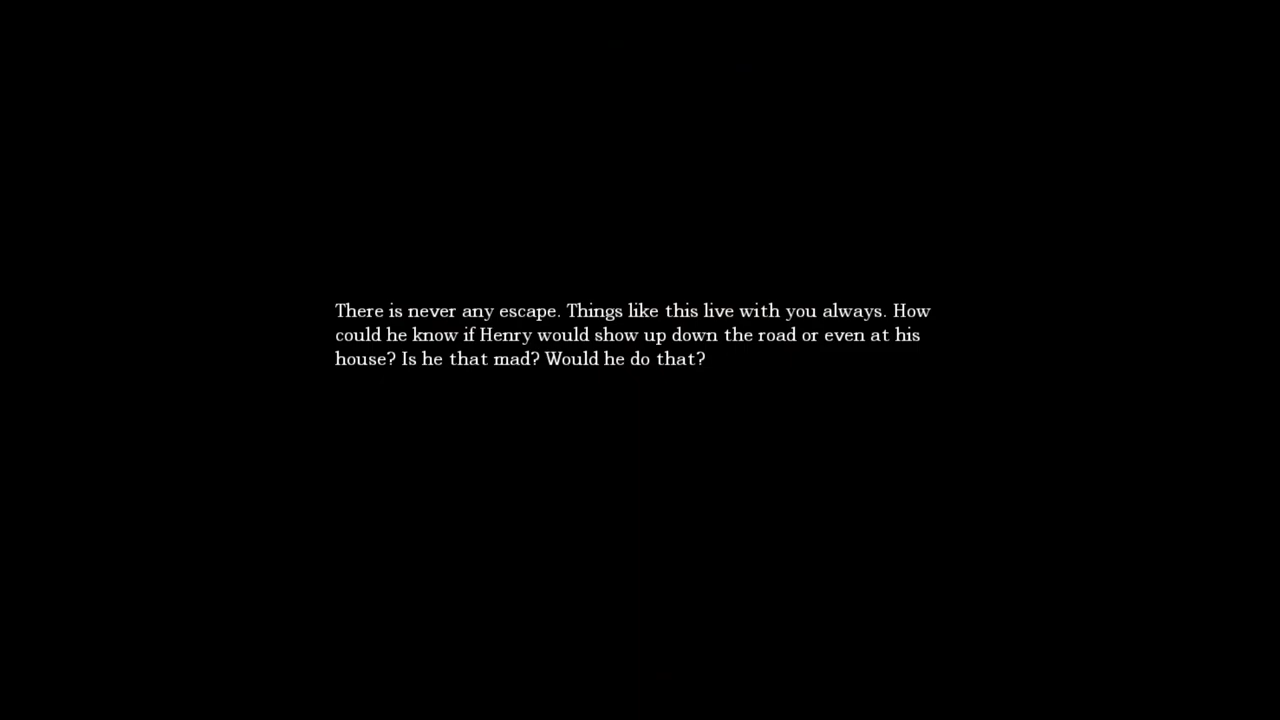 There is never any escape. Things like this live with you always. How
could he know if Henry would show up down the road or even at his
house? Is he that mad? Would he do that?